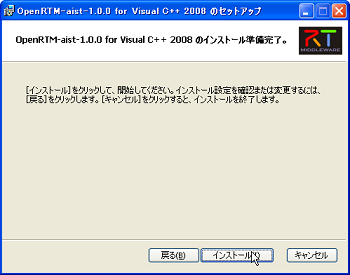 OpenRTM-aist-1.0.0 for Visual C++ 2008 のセットアップ
OpenRTM-aist-1.0.0 for Visual C++ 2008 のインストール準備完了。
RT
MIDDLEWARE
[インストール]をクリックして、開始してください。インストール設定を確認または変更するには、
[戻る]をクリックします。[キャンセル]をクリックすると、インストールを終了します。
戻る(B)
インストール
キャンセル